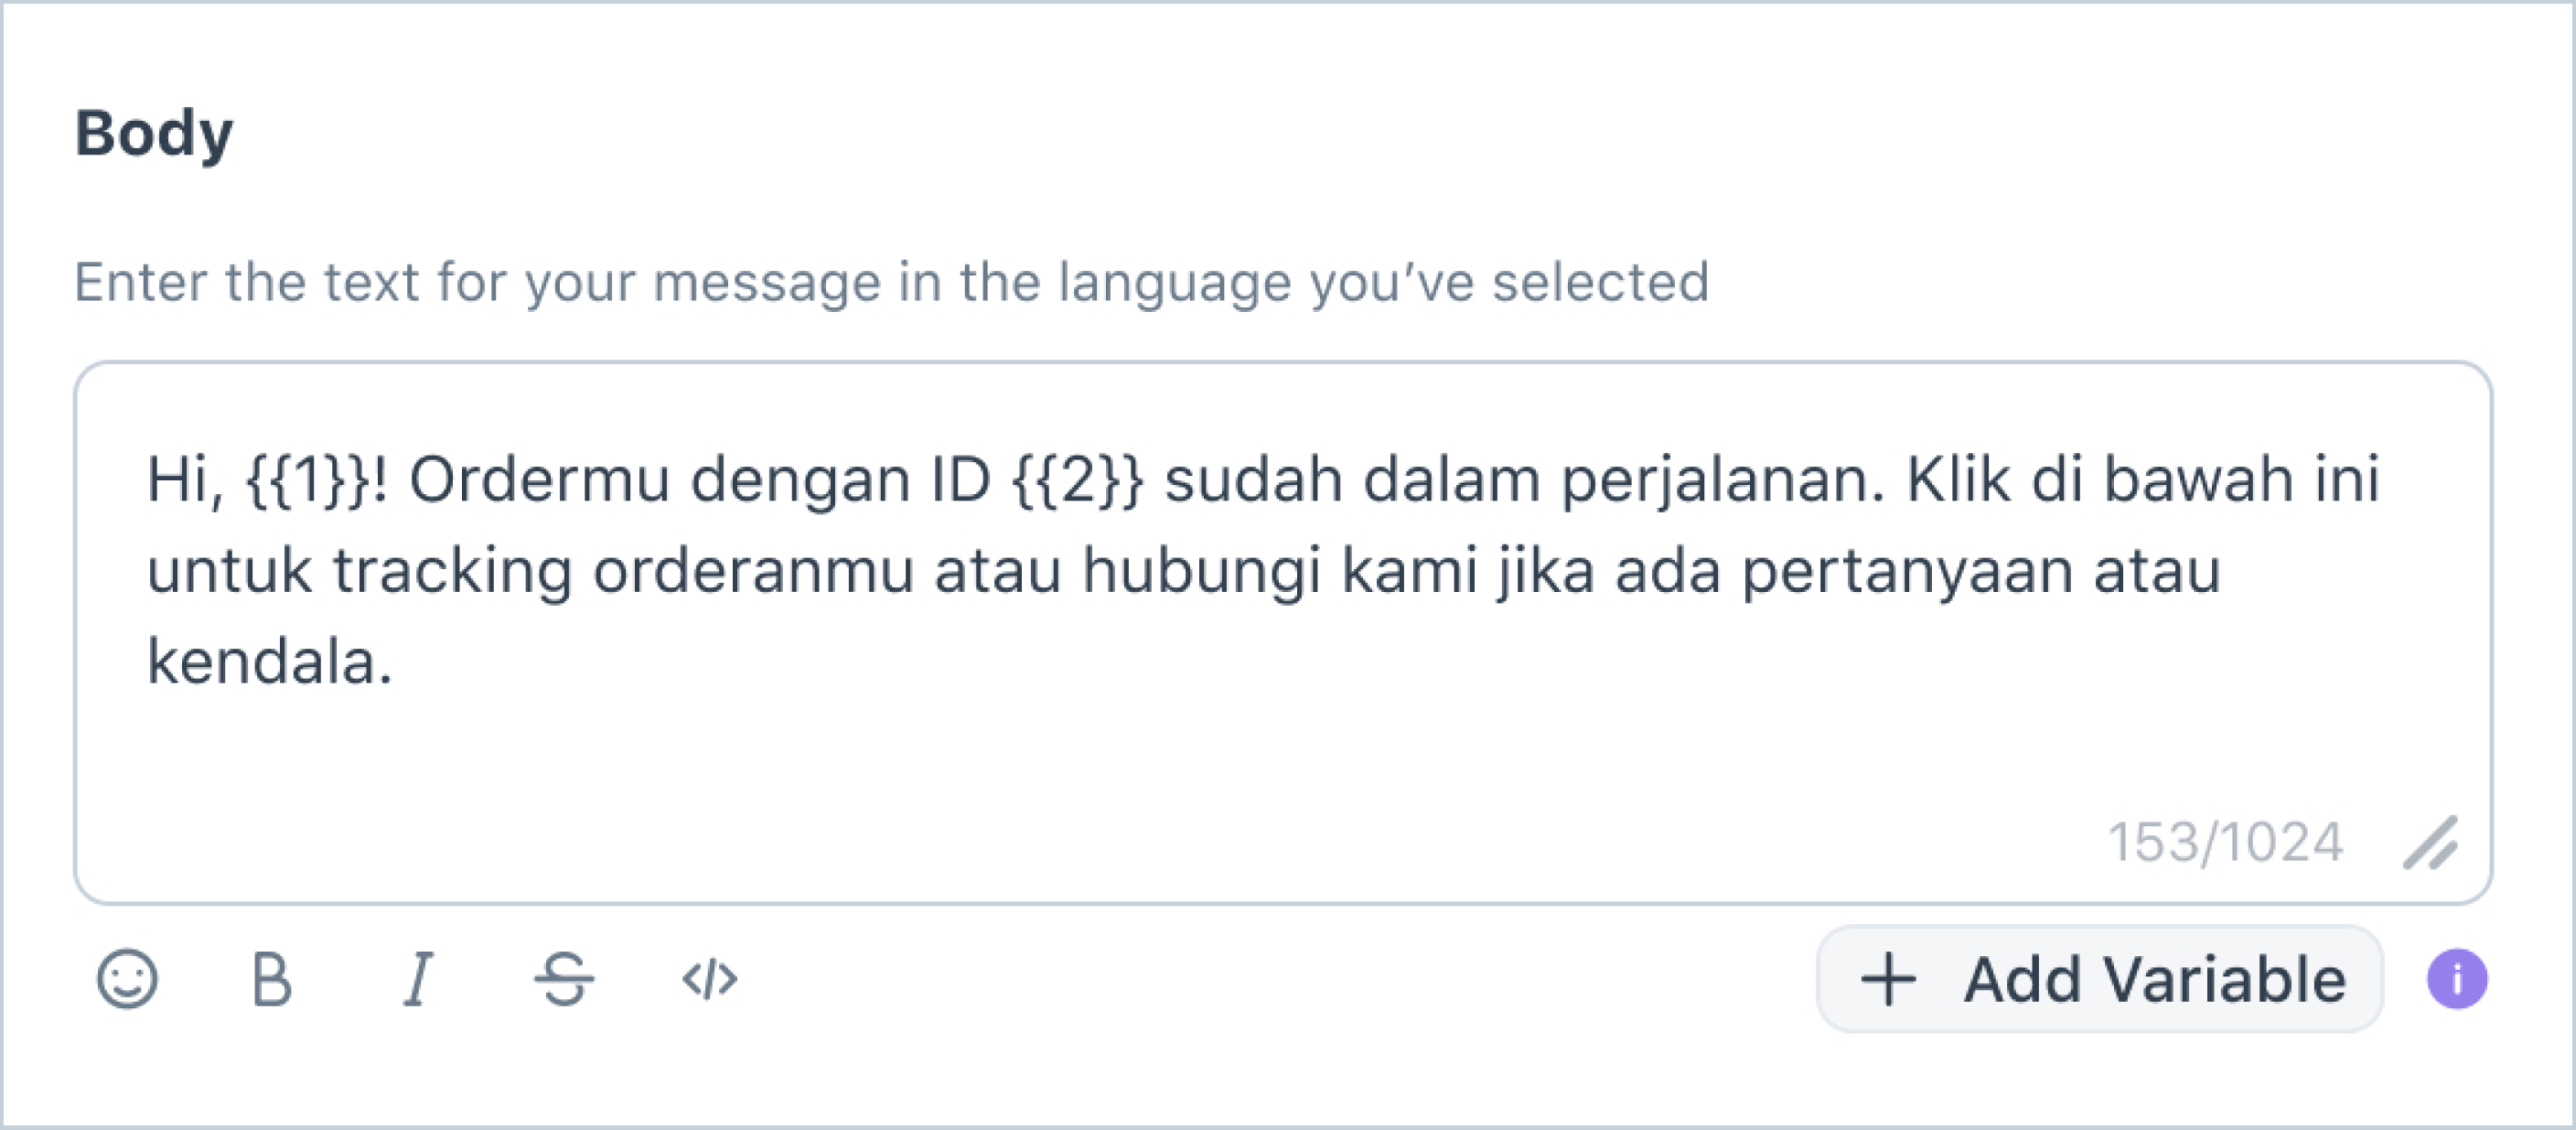 Body
Enter the text for your message in the language you’ve selected
Hi, {{1}}! Ordermu dengan ID {{2}} sudah dalam perjalanan. Klik di bawah ini
untuk tracking orderanmu atau hubungi kami jika ada pertanyaan atau
kendala.
153/1024
B I S </> + Add Variable i